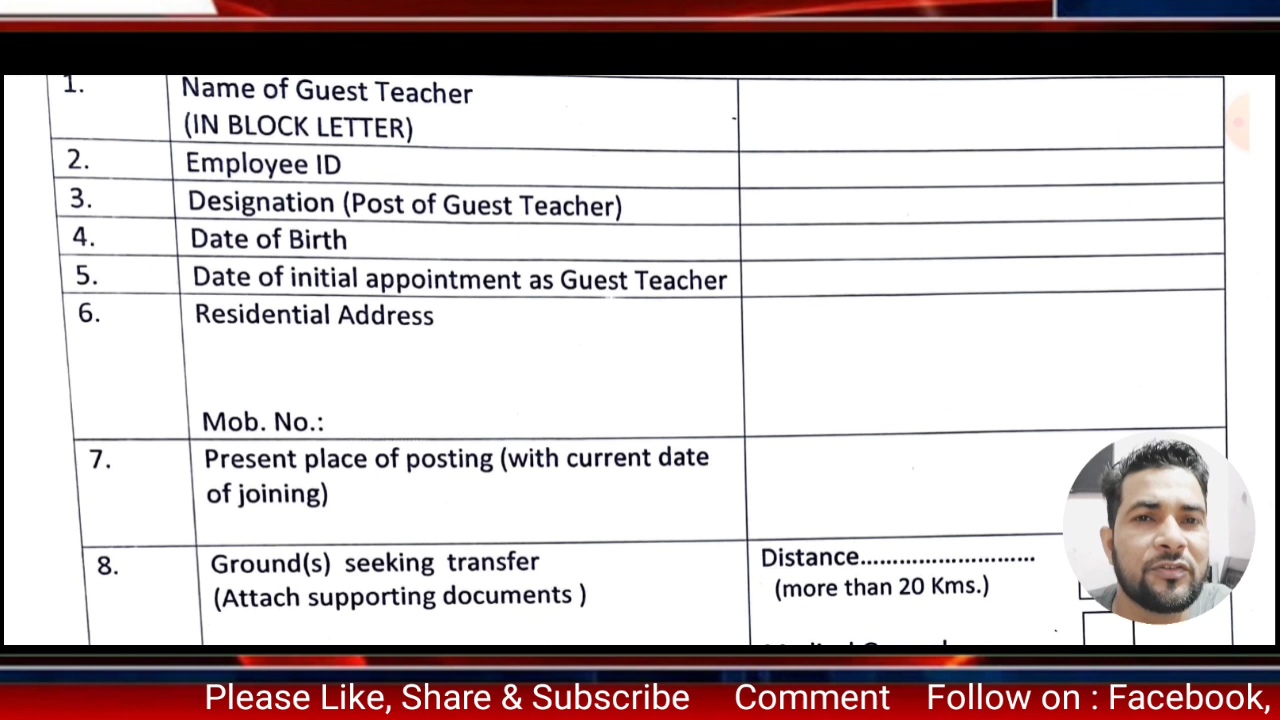 1. Name of Guest Teacher
(IN BLOCK LETTER)
2. Employee ID
3. Designation (Post of Guest Teacher)
4. Date of Birth
5. Date of initial appointment as Guest Teacher
6. Residential Address
Mob. No.:
7. Present place of posting (with current date
of joining)
8. Ground(s) seeking transfer
(Attach supporting documents )
Distance...........................
(more than 20 Kms.)
Please Like, Share & Subscribe Comment Follow on : Facebook,